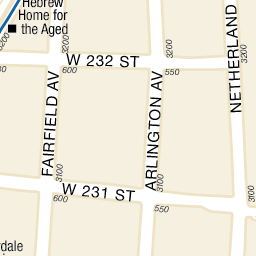 Hebrew
Home for
the Aged
3200
3200
3200
W 232 ST
600
550
FAIRFIELD AV
ARLINGTON AV
NETHERLAND
3100
3100
3100
W 231 ST
600
550
dale